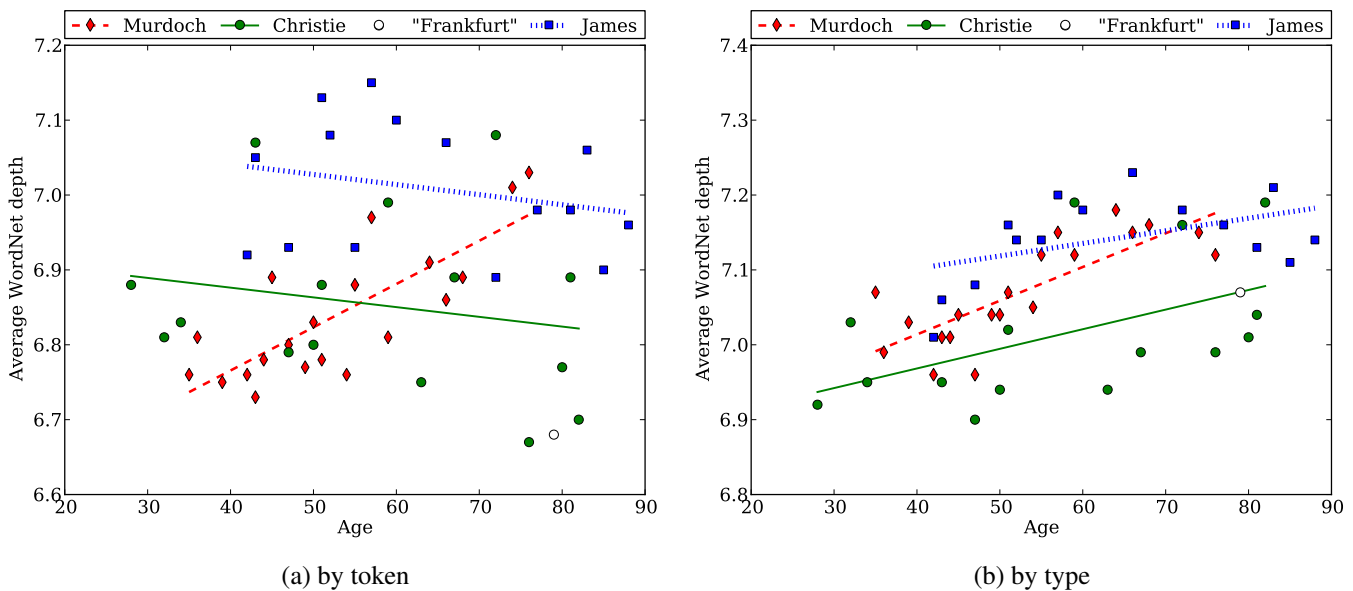 Murdoch Christie "Frankfurt" James
7.2
7.1
7.0
6.9
6.8
6.7
6.6
Average WordNet depth
20 30 40 50 60 70 80 90
Age
(a) by token
Murdoch Christie "Frankfurt" James
7.4
7.3
7.2
7.1
7.0
6.9
6.8
Average WordNet depth
20 30 40 50 60 70 80 90
Age
(b) by type